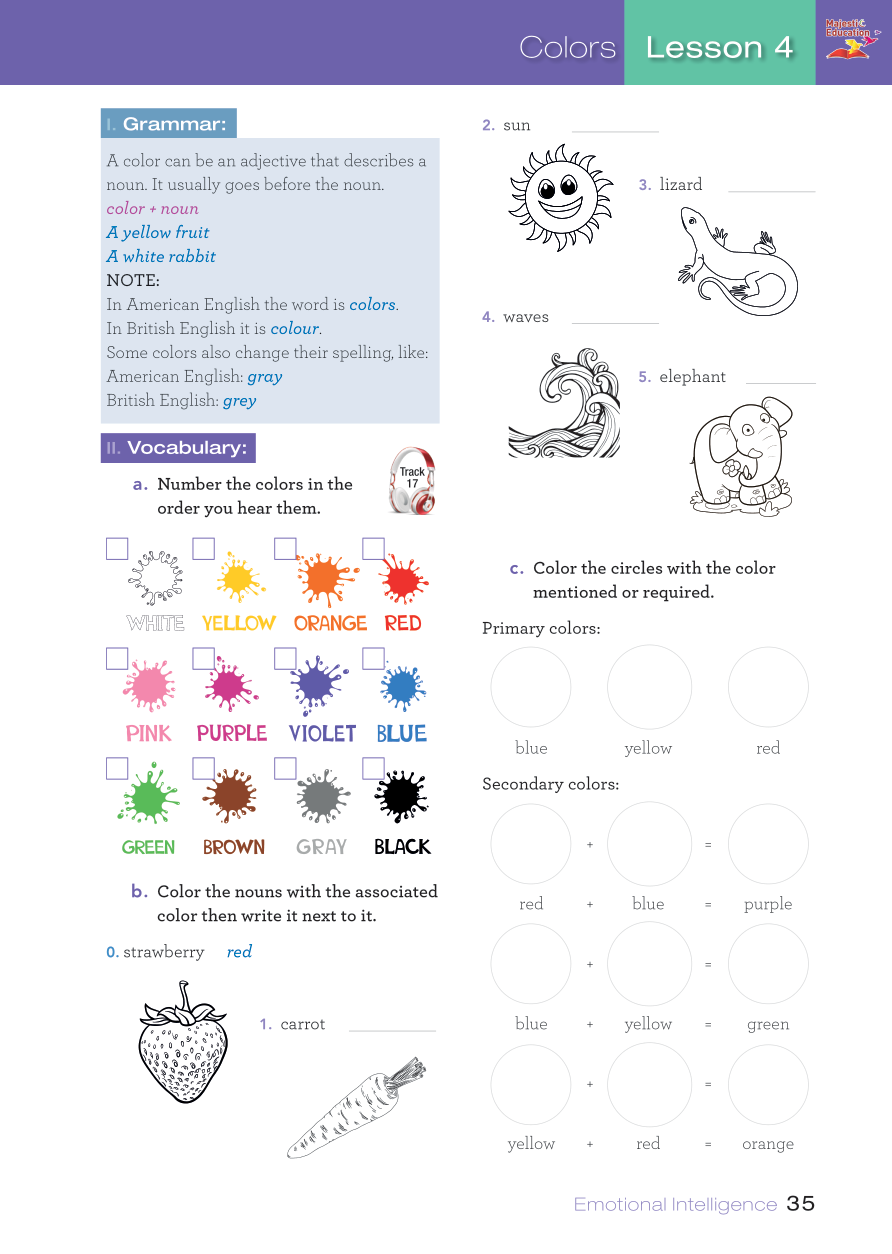 Colors Lesson 4
Majestic
Education
I. Grammar:
A color can be an adjective that describes a
noun. It usually goes before the noun.
color + noun
A yellow fruit
A white rabbit
NOTE:
In American English the word is colors.
In British English it is colour.
Some colors also change their spelling, like:
American English: gray
British English: grey
II. Vocabulary:
a. Number the colors in the
order you hear them.
Track
17
WHITE YELLOW ORANGE RED
PINK PURPLE VIOLET BLUE
GREEN BROWN GRAY BLACK
b. Color the nouns with the associated
color then write it next to it.
0. strawberry red
1. carrot
2. sun
3. lizard
4. waves
5. elephant
c. Color the circles with the color
mentioned or required.
Primary colors:
blue yellow red
Secondary colors:
+ =
red + blue = purple
+ =
blue + yellow = green
+ =
yellow + red = orange
Emotional Intelligence 35